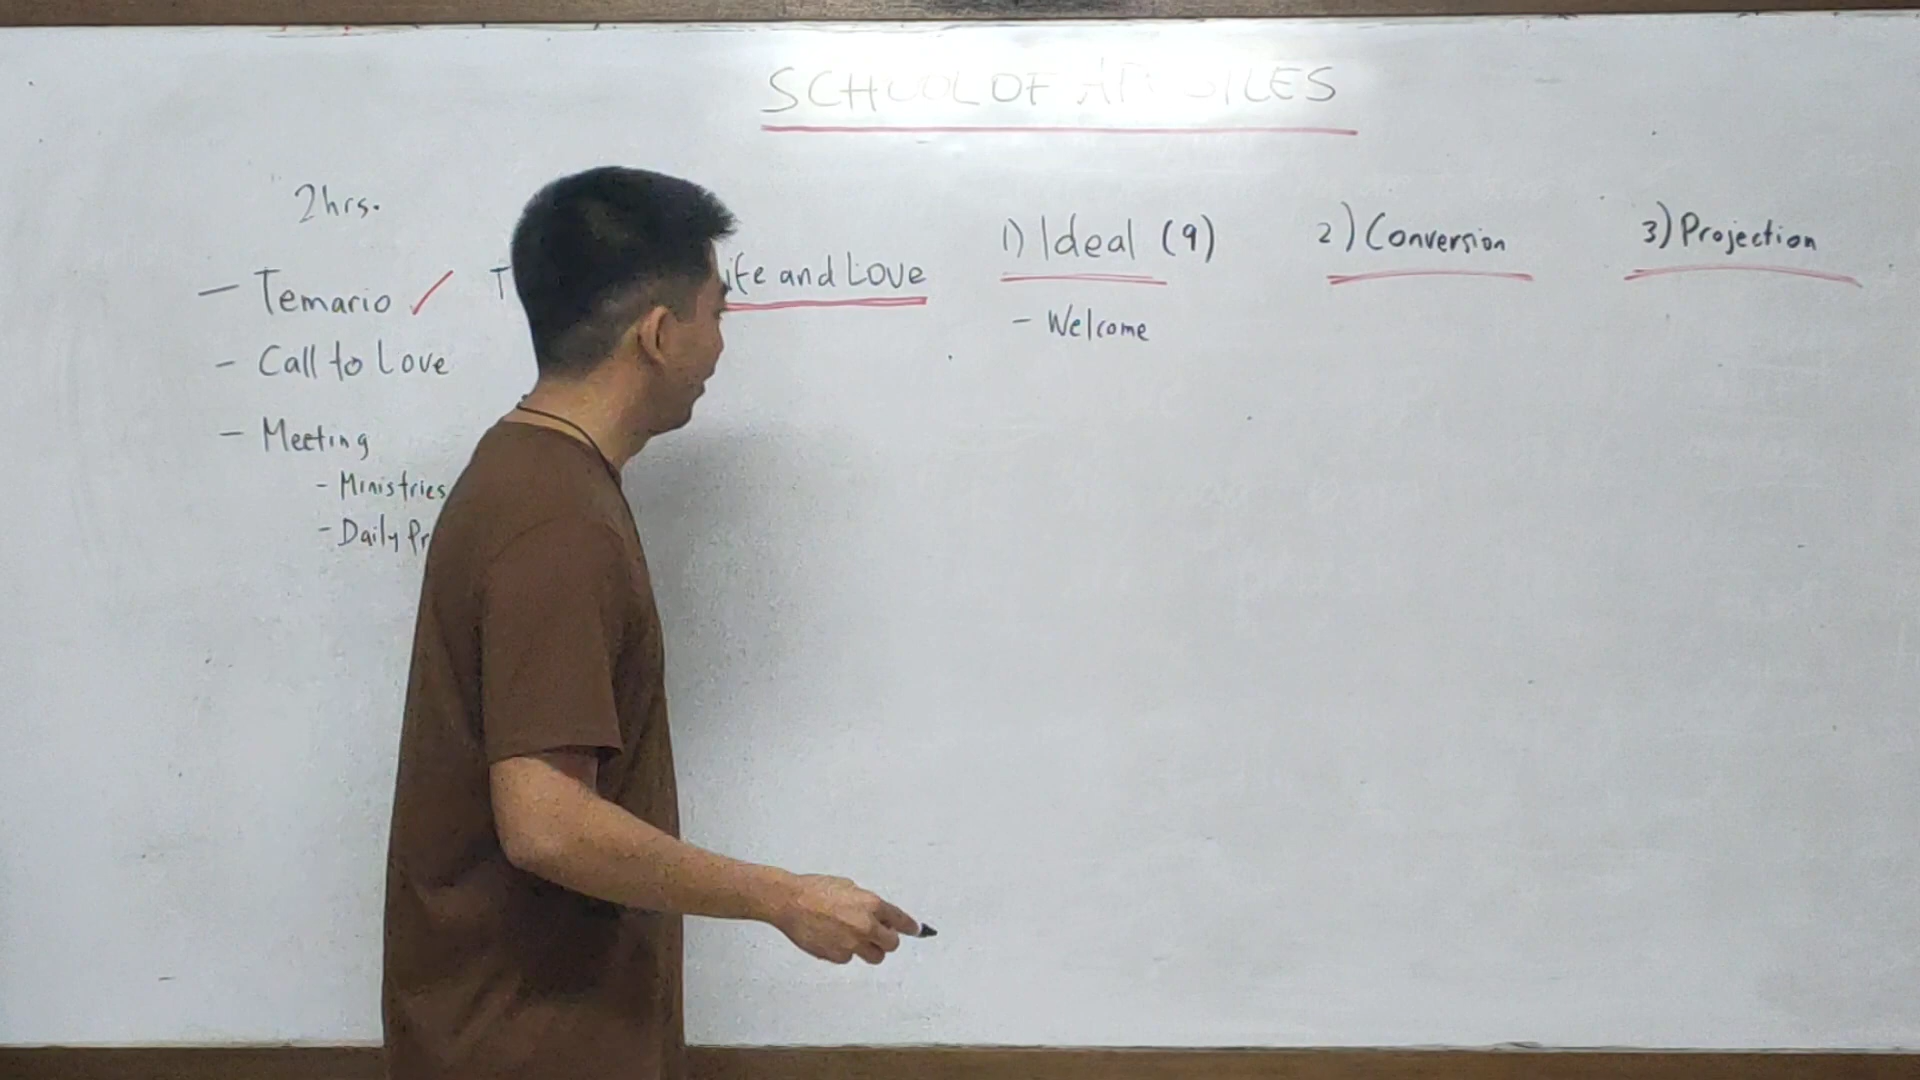 SCHOOL OF APOSTLES
2hrs.
- Temario ✓
- Call to Love
- Meeting
- Ministries
- Daily Pr
T ife and Love
1) Ideal (9)
- Welcome
2) Conversion
3) Projection